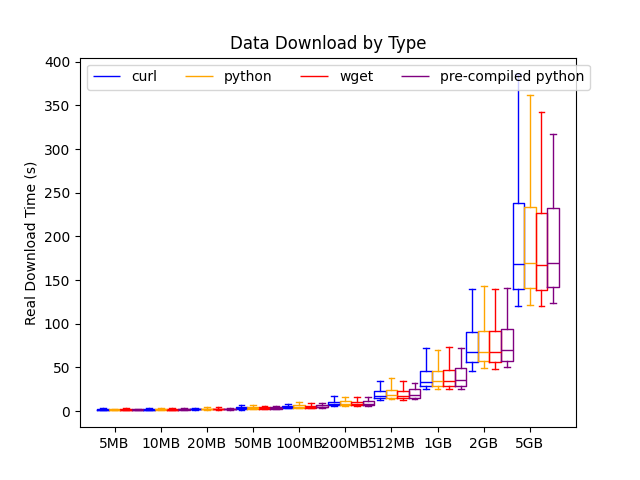 Data Download by Type
curl python wget pre-compiled python
Real Download Time (s)
400
350
300
250
200
150
100
50
0
5MB 10MB 20MB 50MB 100MB 200MB 512MB 1GB 2GB 5GB